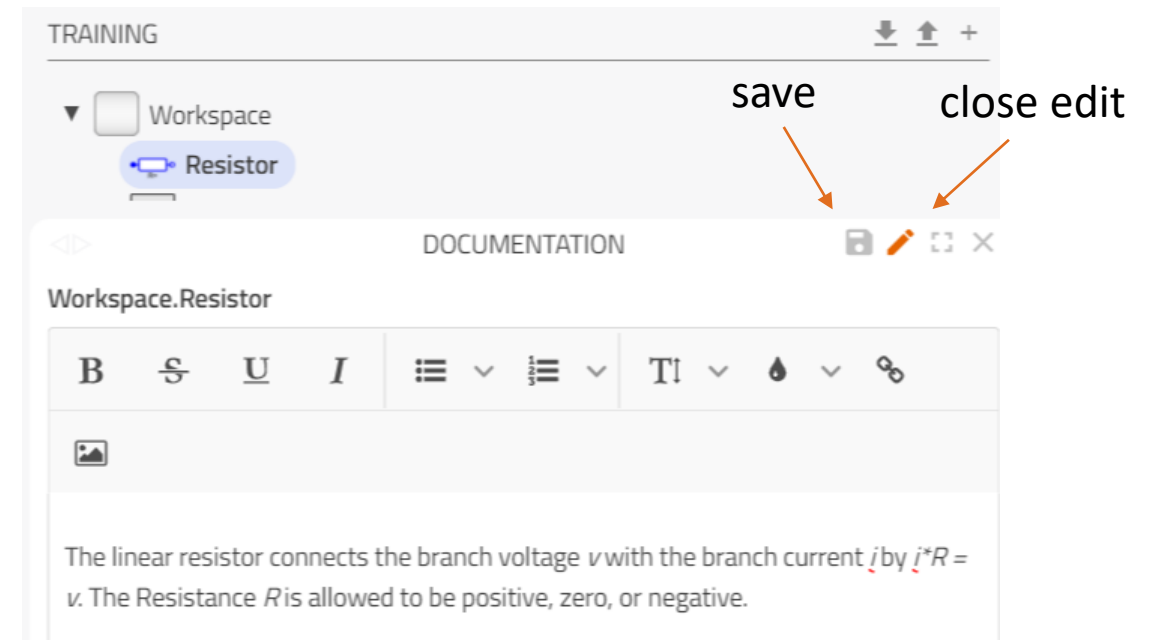 TRAINING
save
close edit
Workspace
Resistor
DOCUMENTATION
Workspace.Resistor
B S U I T
The linear resistor connects the branch voltage v with the branch current i by i*R =
v. The Resistance R is allowed to be positive, zero, or negative.